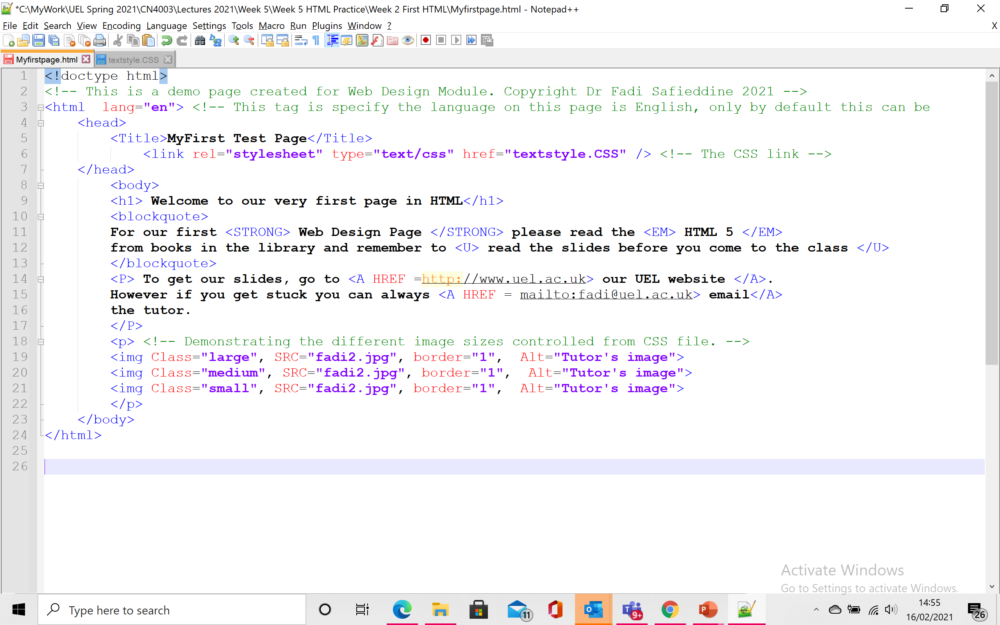 *C:\MyWork\UEL Spring 2021\CN4003\Lectures 2021\Week 5\Week 5 HTML Practice\Week 2 First HTML\Myfirstpage.html - Notepad++
File Edit Search View Encoding Language Settings Tools Macro Run Plugins Window ? X
Myfirstpage.html textstyle.CSS
1 <!doctype html>
2 <!-- This is a demo page created for Web Design Module. Copyright Dr Fadi Safieddine 2021 -->
3 <html  lang="en"> <!-- This tag is specify the language on this page is English, only by default this can be
4 <head>
5 <Title>MyFirst Test Page</Title>
6 <link rel="stylesheet" type="text/css" href="textstyle.CSS" /> <!-- The CSS link -->
7 </head>
8 <body>
9 <h1> Welcome to our very first page in HTML</h1>
10 <blockquote>
11 For our first <STRONG> Web Design Page </STRONG> please read the <EM> HTML 5 </EM>
12 from books in the library and remember to <U> read the slides before you come to the class </U>
13 </blockquote>
14 <P> To get our slides, go to <A HREF =http://www.uel.ac.uk> our UEL website </A>.
15 However if you get stuck you can always <A HREF = mailto:fadi@uel.ac.uk> email</A>
16 the tutor.
17 </P>
18 <p> <!-- Demonstrating the different image sizes controlled from CSS file. -->
19 <img Class="large", SRC="fadi2.jpg", border="1",  Alt="Tutor's image">
20 <img Class="medium", SRC="fadi2.jpg", border="1",  Alt="Tutor's image">
21 <img Class="small", SRC="fadi2.jpg", border="1",  Alt="Tutor's image">
22 </p>
23 </body>
24 </html>
25
26
Activate Windows
Go to Settings to activate Windows.
Type here to search
11
9+
14:55
16/02/2021
26